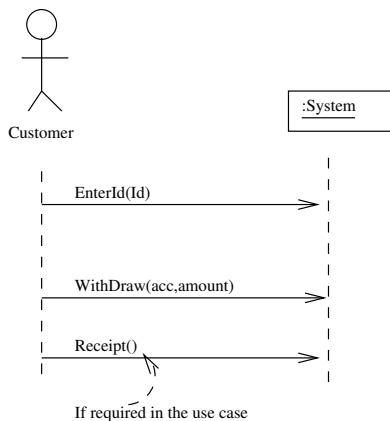 :System
Customer
EnterId(Id)
WithDraw(acc,amount)
Receipt()
If required in the use case